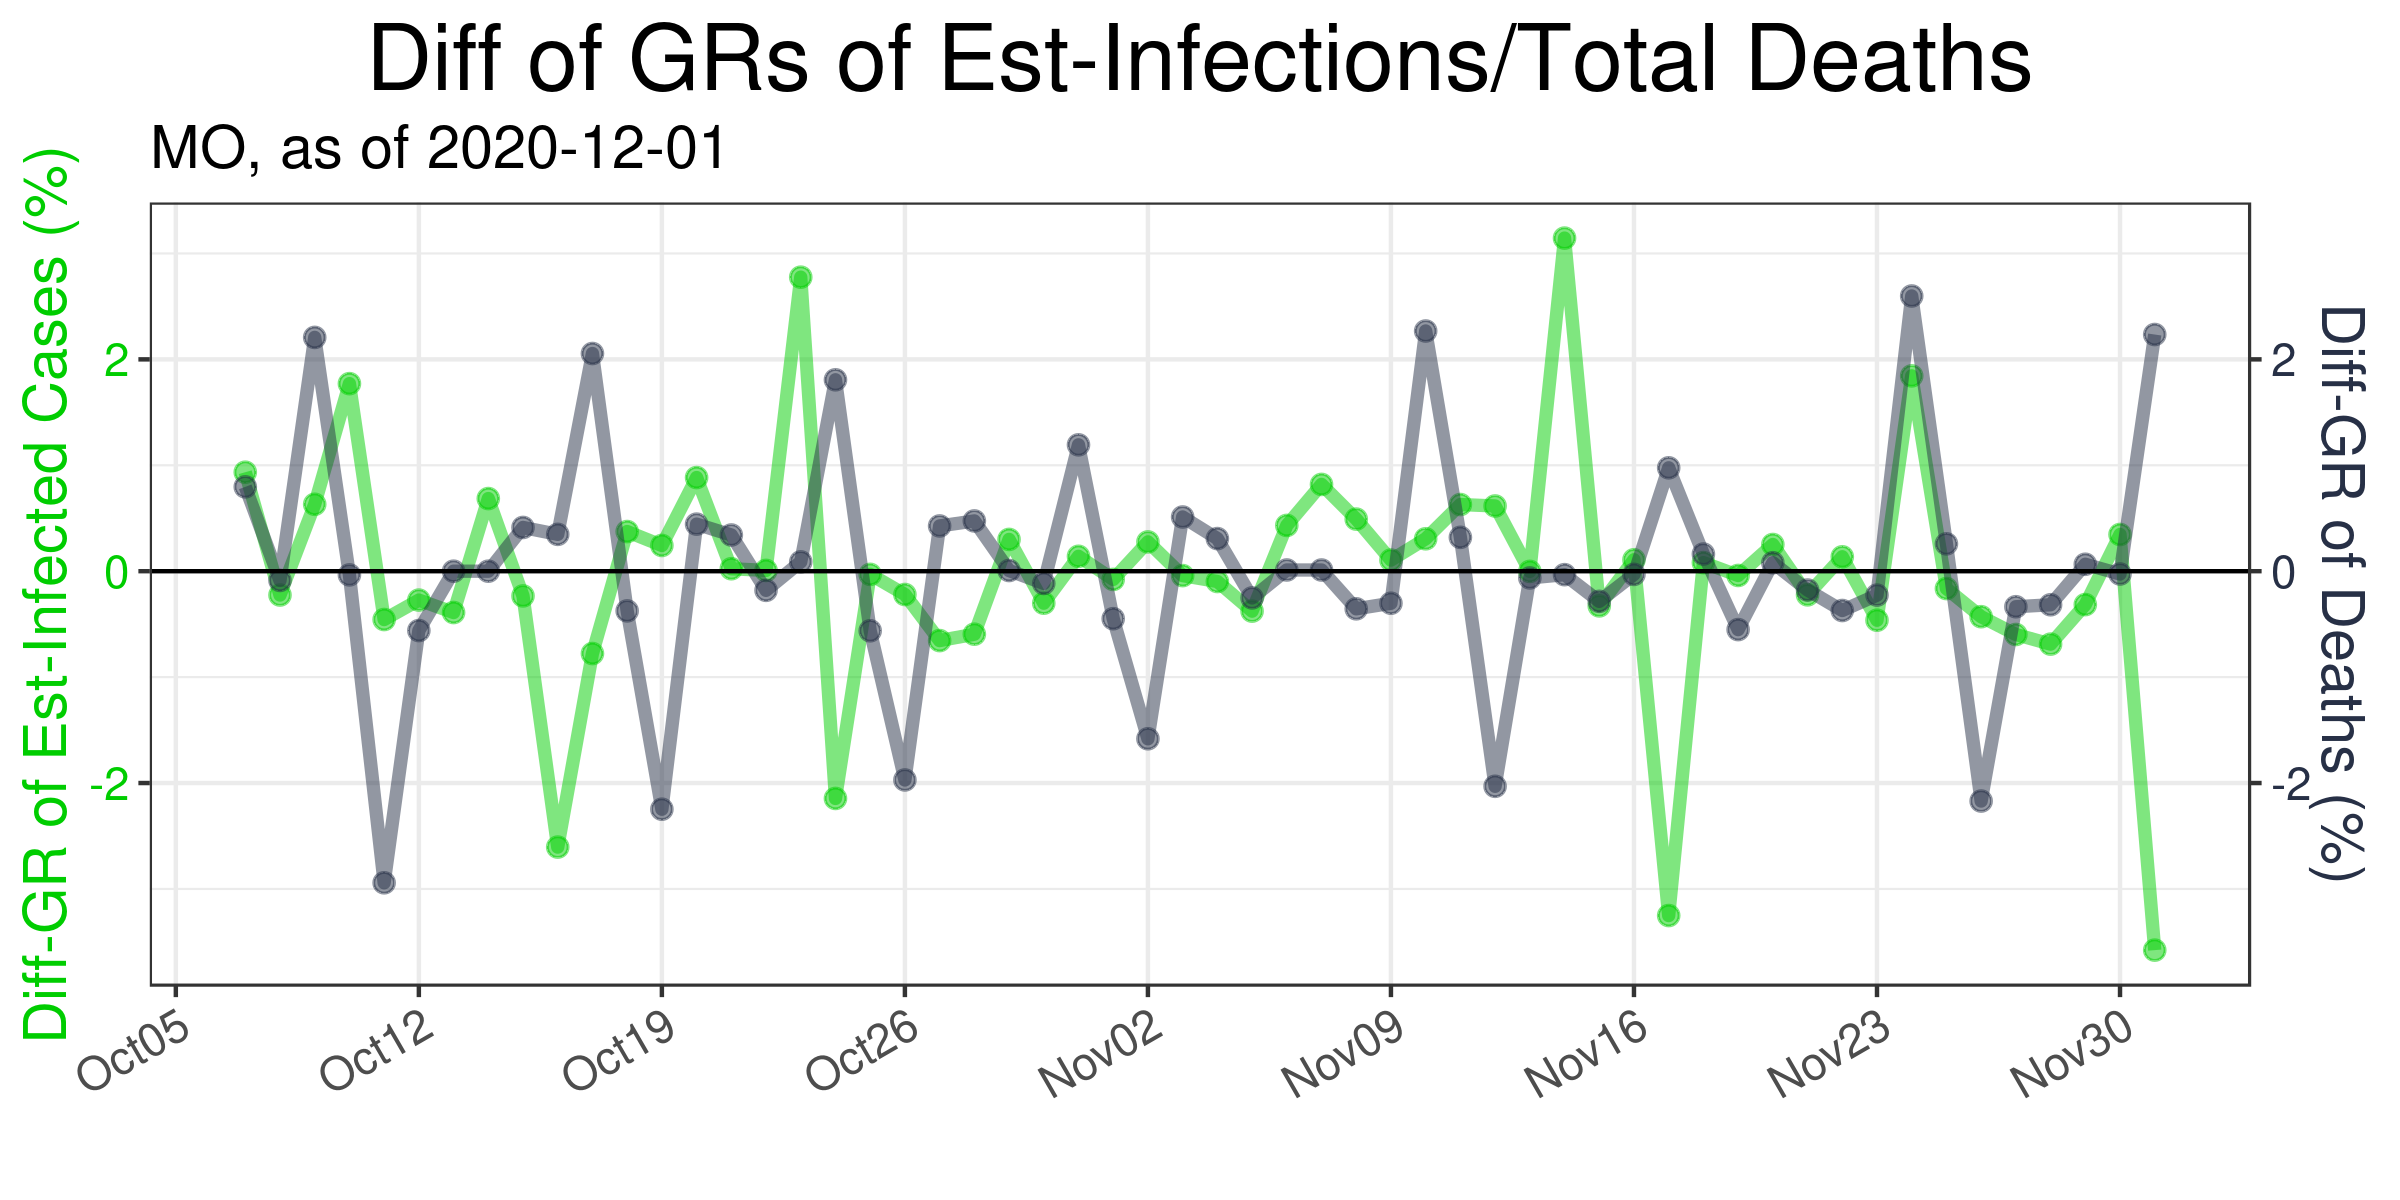 Diff of GRs of Est-Infections/Total Deaths
MO, as of 2020-12-01
Diff-GR of Est-Infected Cases (%)
2
0
-2
2
0
-2
Diff-GR of Deaths (%)
Oct05
Oct12
Oct19
Oct26
Nov02
Nov09
Nov16
Nov23
Nov30